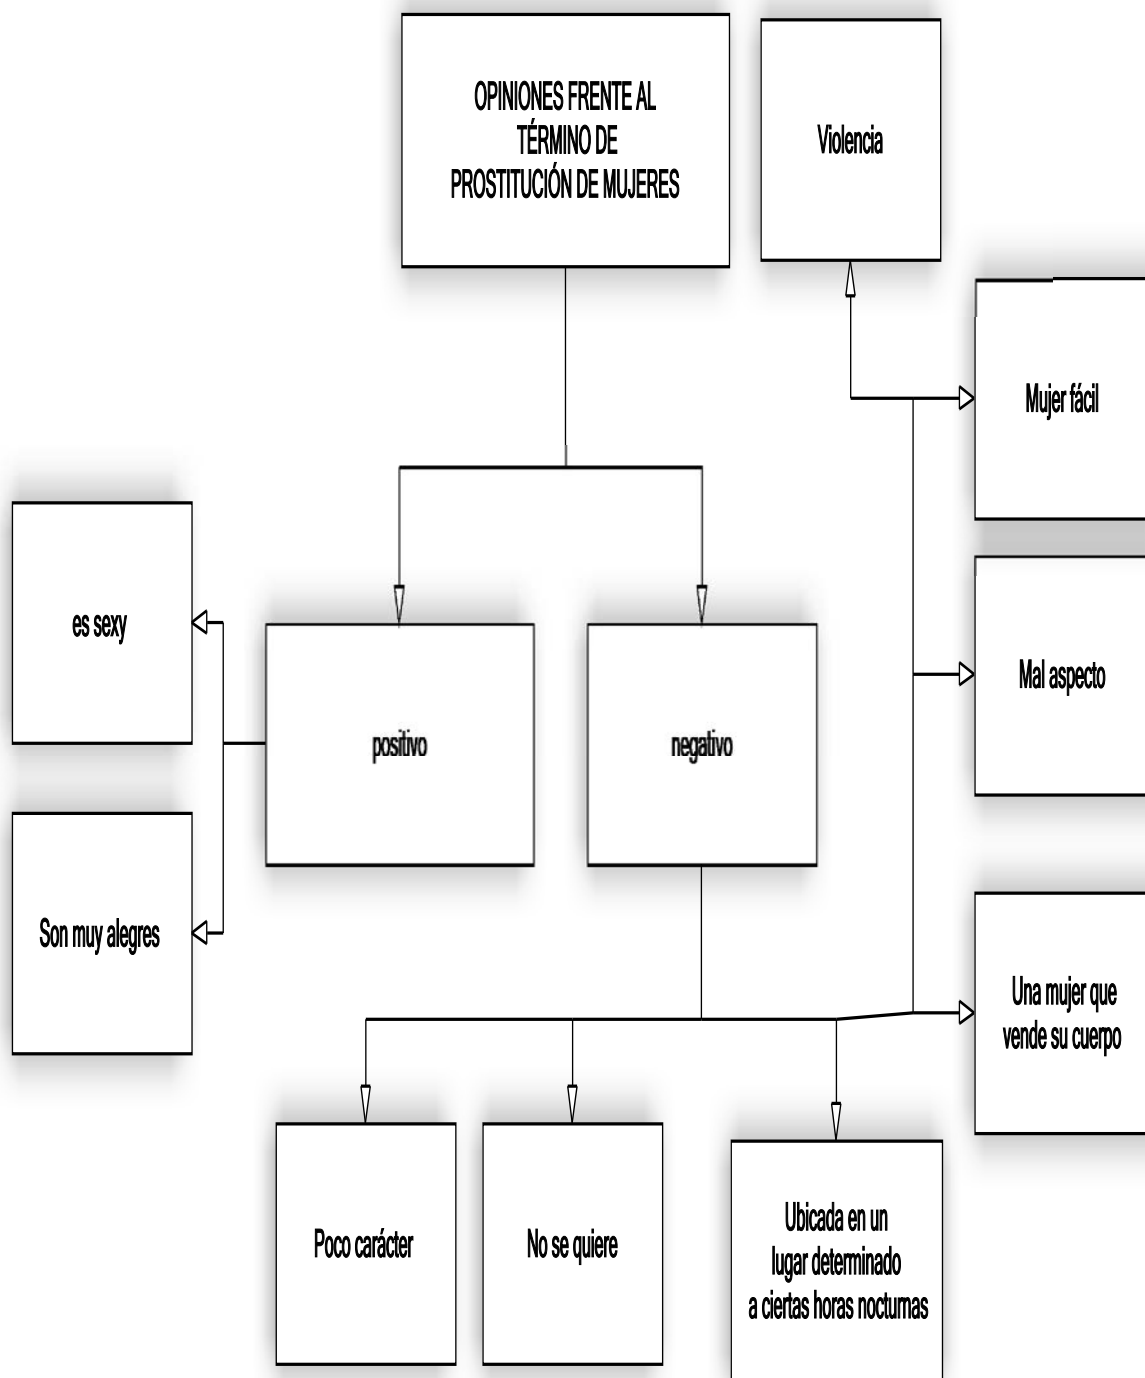 OPINIONES FRENTE AL
TÉRMINO DE
PROSTITUCIÓN DE MUJERES
Violencia
Mujer fácil
es sexy
positivo
negativo
Mal aspecto
Son muy alegres
Una mujer que
vende su cuerpo
Poco carácter
No se quiere
Ubicada en un
lugar determinado
a ciertas horas nocturnas